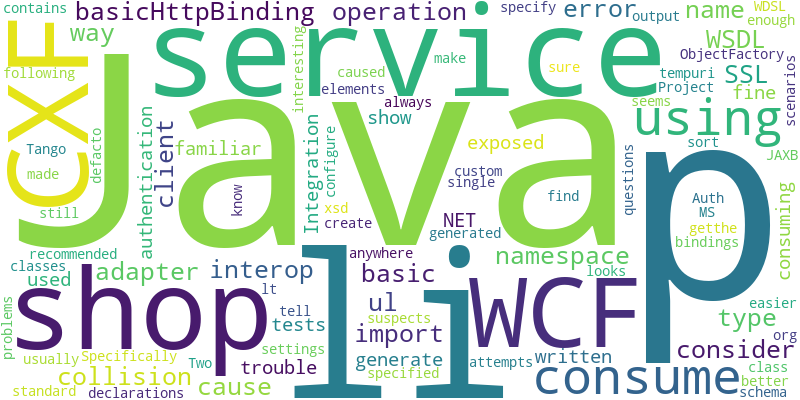 contains
basicHttpBinding operation
specify
error
output
WDSL
name
enough
CXF
way
service
make
WSDL
ObjectFactory
following
interesting
caused
sure
tempuri
SSL
scenarios
elements
Java
always
Project
fine
using
seems
sort
defacto
authentication
client
show
Integration
configure
exposed
Tango
familiar
JAXB
made
know
custom
single
find
questions
Auth
MS
p
still
xsd
create
NET
generated
getthe
bindings
consuming
recommended
classes
used
adapter
interop
anywhere
basic
namespace
looks
li
shop
WCF
type
easier
lt
ul
suspects
import
org
problems
tell
tests
consider
usually
Specifically
Two
settings
generate
attempts
written
class
collision
trouble
specified
consume
better
standard
declarations
cause
schema